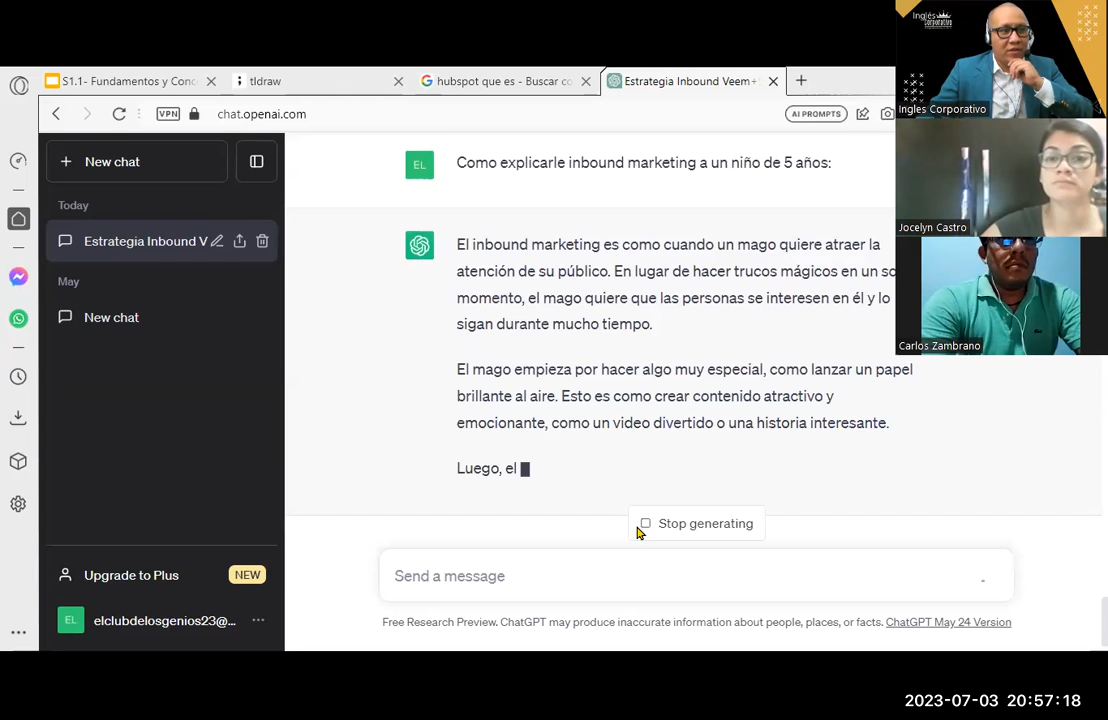 S1.1- Fundamentos y Conc
tldraw
hubspot que es - Buscar co
Estrategia Inbound Veem+
VPN
chat.openai.com
AI PROMPTS
New chat
Today
Estrategia Inbound V
May
New chat
Upgrade to Plus
NEW
EL
elclubdelosgenios23@...
EL
Como explicarle inbound marketing a un niño de 5 años:
El inbound marketing es como cuando un mago quiere atraer la
atención de su público. En lugar de hacer trucos mágicos en un so
momento, el mago quiere que las personas se interesen en él y lo
sigan durante mucho tiempo.
El mago empieza por hacer algo muy especial, como lanzar un papel
brillante al aire. Esto es como crear contenido atractivo y
emocionante, como un video divertido o una historia interesante.
Luego, el
Stop generating
Send a message
Free Research Preview. ChatGPT may produce inaccurate information about people, places, or facts. ChatGPT May 24 Version
Inglés
Corporativo
Ingles Corporativo
Jocelyn Castro
Carlos Zambrano
2023-07-03 20:57:18